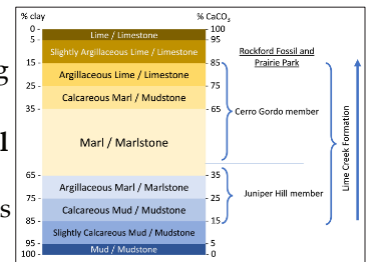 % clay
% CaCO₃
0 - Lime / Limestone - 100
5 - - 95
Slightly Argillaceous Lime / Limestone
15 - - 85
Argillaceous Lime / Limestone
25 - - 75
Calcareous Marl / Mudstone
35 - - 65
Marl / Marlstone
65 - - 35
Argillaceous Marl / Marlstone
75 - - 25
Calcareous Mud / Mudstone
85 - - 15
Slightly Calcareous Mud / Mudstone
95 - - 5
Mud / Mudstone
100 - - 0
Rockford Fossil and
Prairie Park
Cerro Gordo member
Juniper Hill member
Lime Creek Formation
g
l
s